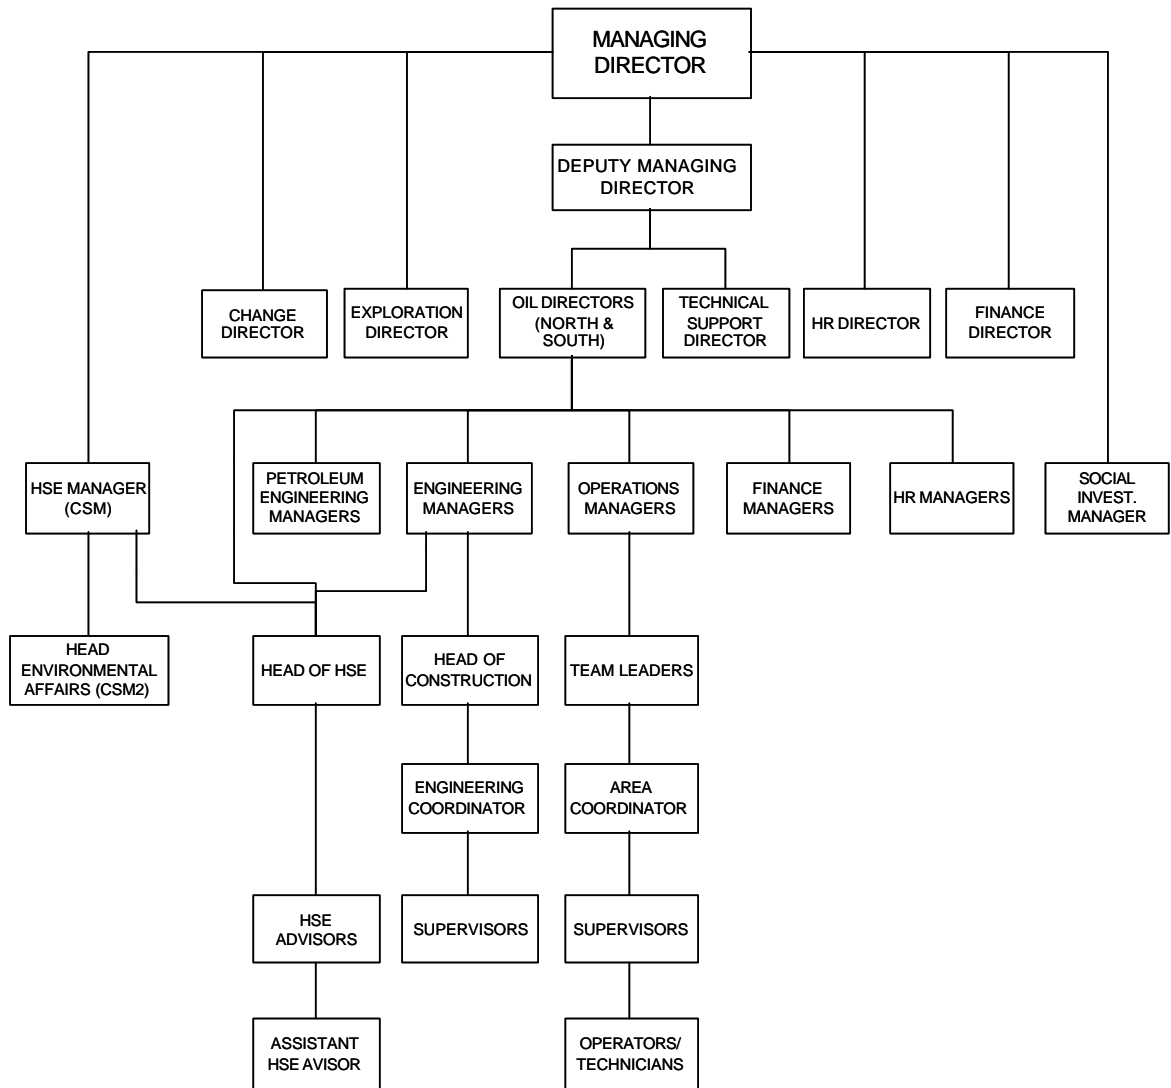 MANAGING
DIRECTOR
DEPUTY MANAGING
DIRECTOR
CHANGE
DIRECTOR
EXPLORATION
DIRECTOR
OIL DIRECTORS
(NORTH &
SOUTH)
TECHNICAL
SUPPORT
DIRECTOR
HR DIRECTOR
FINANCE
DIRECTOR
HSE MANAGER
(CSM)
PETROLEUM
ENGINEERING
MANAGERS
ENGINEERING
MANAGERS
OPERATIONS
MANAGERS
FINANCE
MANAGERS
HR MANAGERS
SOCIAL
INVEST.
MANAGER
HEAD
ENVIRONMENTAL
AFFAIRS (CSM2)
HEAD OF HSE
HEAD OF
CONSTRUCTION
TEAM LEADERS
ENGINEERING
COORDINATOR
AREA
COORDINATOR
HSE
ADVISORS
SUPERVISORS
SUPERVISORS
ASSISTANT
HSE AVISOR
OPERATORS/
TECHNICIANS